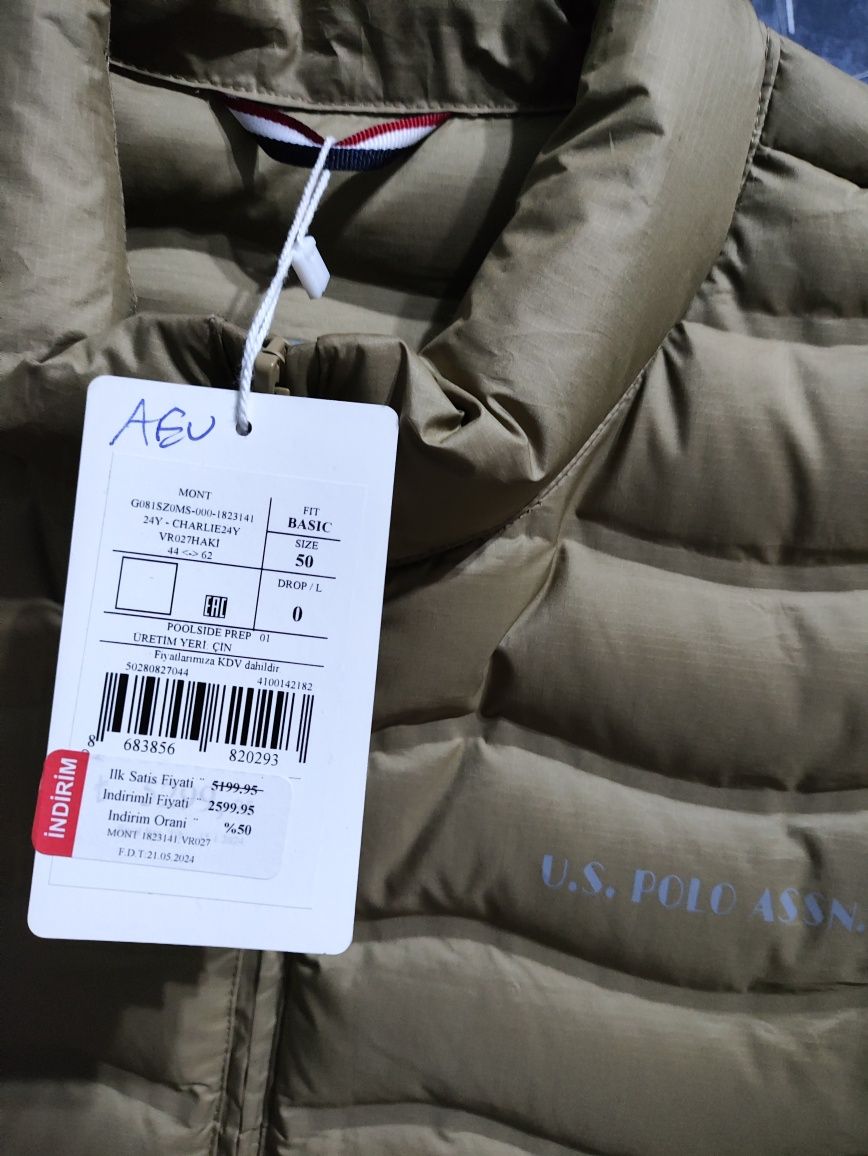 AEU
MONT
G081SZ0MS-000-1823141
24Y - CHARLIE24Y
VR027HAKİ
44 <-> 62
FIT
BASIC
SIZE
50
DROP / L
0
EAC
POOLSIDE PREP 01
ÜRETİM YERİ ÇİN
Fiyatlarımıza KDV dahildir
50280827044 4100142182
8 683856 820293
İNDİRİM
Ilk Satis Fiyati ¨ 5199.95
Indirimli Fiyati ¨ 2599.95
Indirim Orani ¨ %50
MONT 1823141.VR027
F.D.T:21.05.2024
U.S. POLO ASSN.